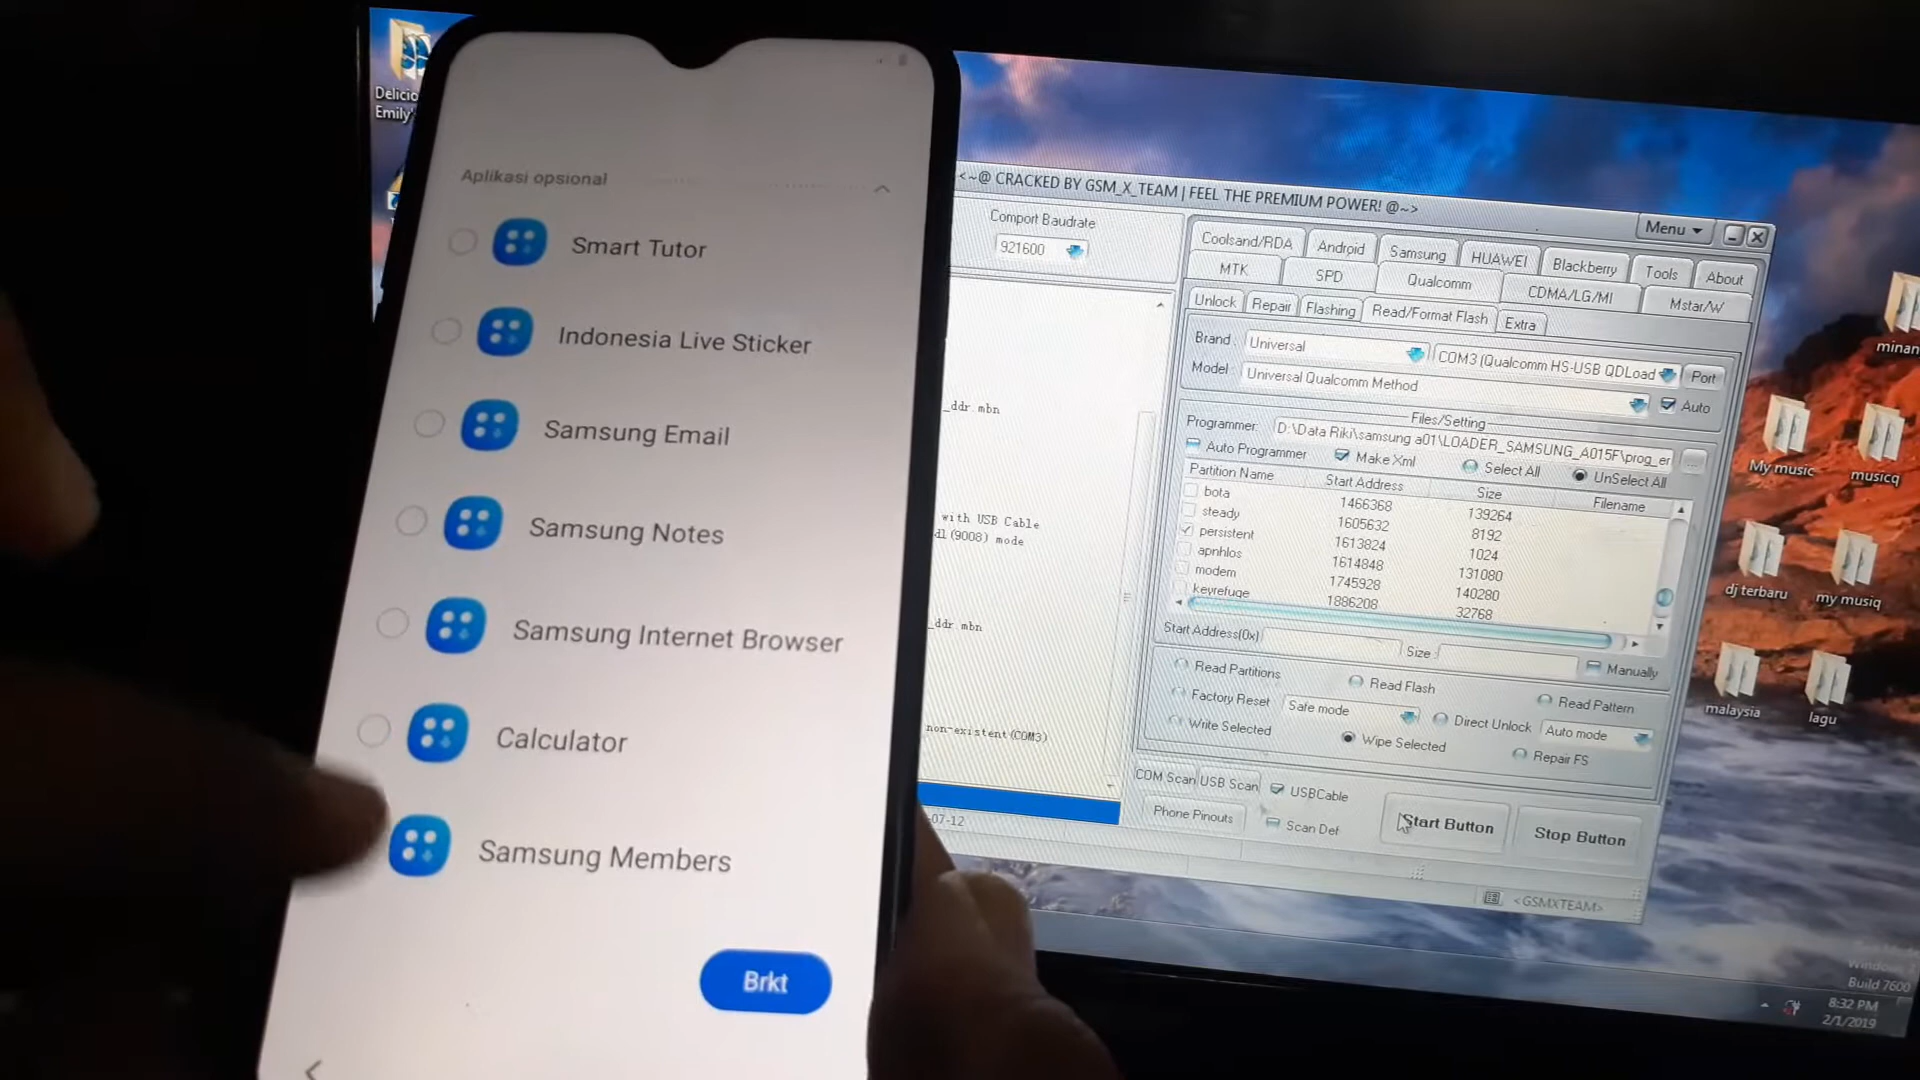 Delicio
Emily'
Aplikasi opsional
Smart Tutor
Indonesia Live Sticker
Samsung Email
Samsung Notes
Samsung Internet Browser
Calculator
Samsung Members
Brkt
<~@ CRACKED BY GSM_X_TEAM | FEEL THE PREMIUM POWER! @~>
Menu
Comport Baudrate
921600
Coolsand/RDA Android Samsung HUAWEI Blackberry Tools About
MTK SPD Qualcomm CDMA/LG/MI Mstar/W
Unlock Repair Flashing Read/Format Flash Extra
Brand : Universal COM3 (Qualcomm HS-USB QDLoad Port
Model : Universal Qualcomm Method Auto
Files/Setting
Programmer: D:\Data Riki\samsung a01\LOADER_SAMSUNG_A015F\prog_er ...
Auto Programmer Make Xml Select All UnSelect All
Partition Name Start Address Size Filename
bota 1466368 139264
steady 1605632 8192
persistent 1613824 1024
apnhlos 1614848 131080
modem 1745928 140280
keyrefuge 1886208 32768
Start Address(0x) Size : Manually
Read Partitions Read Flash Read Pattern
Factory Reset Safe mode Direct Unlock Auto mode
Write Selected Wipe Selected Repair FS
COM Scan USB Scan USBCable
Phone Pinouts Scan Def
Start Button Stop Button
<GSMXTEAM>
_ddr.mbn
with USB Cable
dl(9008) mode
_ddr.mbn
non-existent(COM3)
-07-12
minan
My music
musicq
dj terbaru
my musiq
malaysia
lagu
Build 7600
8:32 PM
2/1/2019